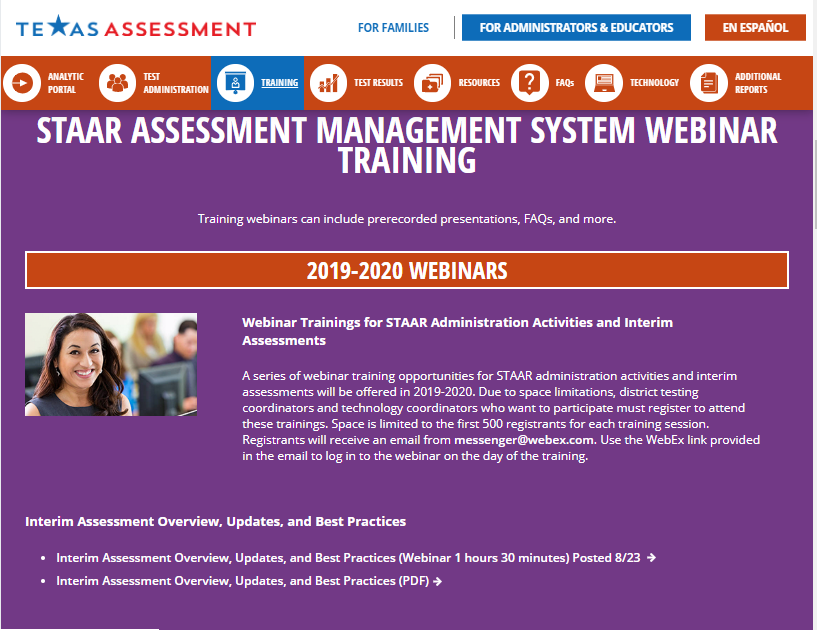 TEXAS ASSESSMENT
FOR FAMILIES
FOR ADMINISTRATORS & EDUCATORS
EN ESPAÑOL
ANALYTIC
PORTAL
TEST
ADMINISTRATION
TRAINING
TEST RESULTS
RESOURCES
FAQs
TECHNOLOGY
ADDITIONAL
REPORTS
STAAR ASSESSMENT MANAGEMENT SYSTEM WEBINAR
TRAINING
Training webinars can include prerecorded presentations, FAQs, and more.
2019-2020 WEBINARS
Webinar Trainings for STAAR Administration Activities and Interim
Assessments
A series of webinar training opportunities for STAAR administration activities and interim
assessments will be offered in 2019-2020. Due to space limitations, district testing
coordinators and technology coordinators who want to participate must register to attend
these trainings. Space is limited to the first 500 registrants for each training session.
Registrants will receive an email from messenger@webex.com. Use the WebEx link provided
in the email to log in to the webinar on the day of the training.
Interim Assessment Overview, Updates, and Best Practices
• Interim Assessment Overview, Updates, and Best Practices (Webinar 1 hours 30 minutes) Posted 8/23 →
• Interim Assessment Overview, Updates, and Best Practices (PDF) →